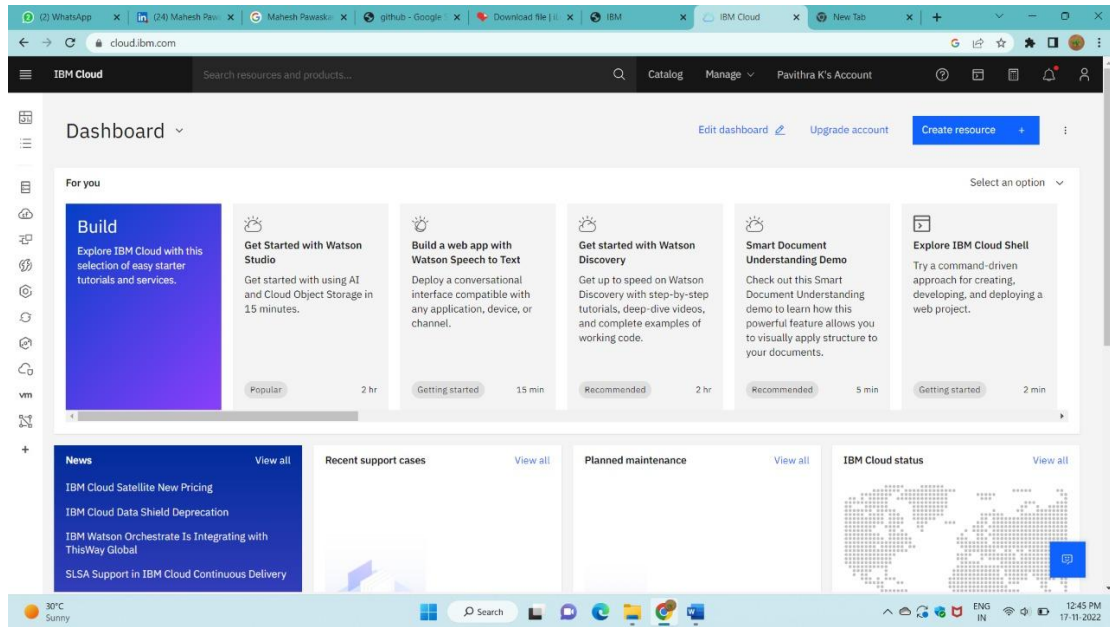 (2) WhatsApp
(24) Mahesh Paw
Mahesh Pawaska
github - Google
Download file | iL
IBM
IBM Cloud
New Tab
cloud.ibm.com
IBM Cloud
Search resources and products...
Catalog
Manage
Pavithra K's Account
Dashboard
Edit dashboard
Upgrade account
Create resource +
For you
Select an option
Build
Explore IBM Cloud with this
selection of easy starter
tutorials and services.
Get Started with Watson
Studio
Get started with using AI
and Cloud Object Storage in
15 minutes.
Popular
2 hr
Build a web app with
Watson Speech to Text
Deploy a conversational
interface compatible with
any application, device, or
channel.
Getting started
15 min
Get started with Watson
Discovery
Get up to speed on Watson
Discovery with step-by-step
tutorials, deep-dive videos,
and complete examples of
working code.
Recommended
2 hr
Smart Document
Understanding Demo
Check out this Smart
Document Understanding
demo to learn how this
powerful feature allows you
to visually apply structure to
your documents.
Recommended
5 min
Explore IBM Cloud Shell
Try a command-driven
approach for creating,
developing, and deploying a
web project.
Getting started
2 min
vm
News
View all
IBM Cloud Satellite New Pricing
IBM Cloud Data Shield Deprecation
IBM Watson Orchestrate Is Integrating with
ThisWay Global
SLSA Support in IBM Cloud Continuous Delivery
Recent support cases
View all
Planned maintenance
View all
IBM Cloud status
View all
30°C
Sunny
Search
ENG
IN
12:45 PM
17-11-2022